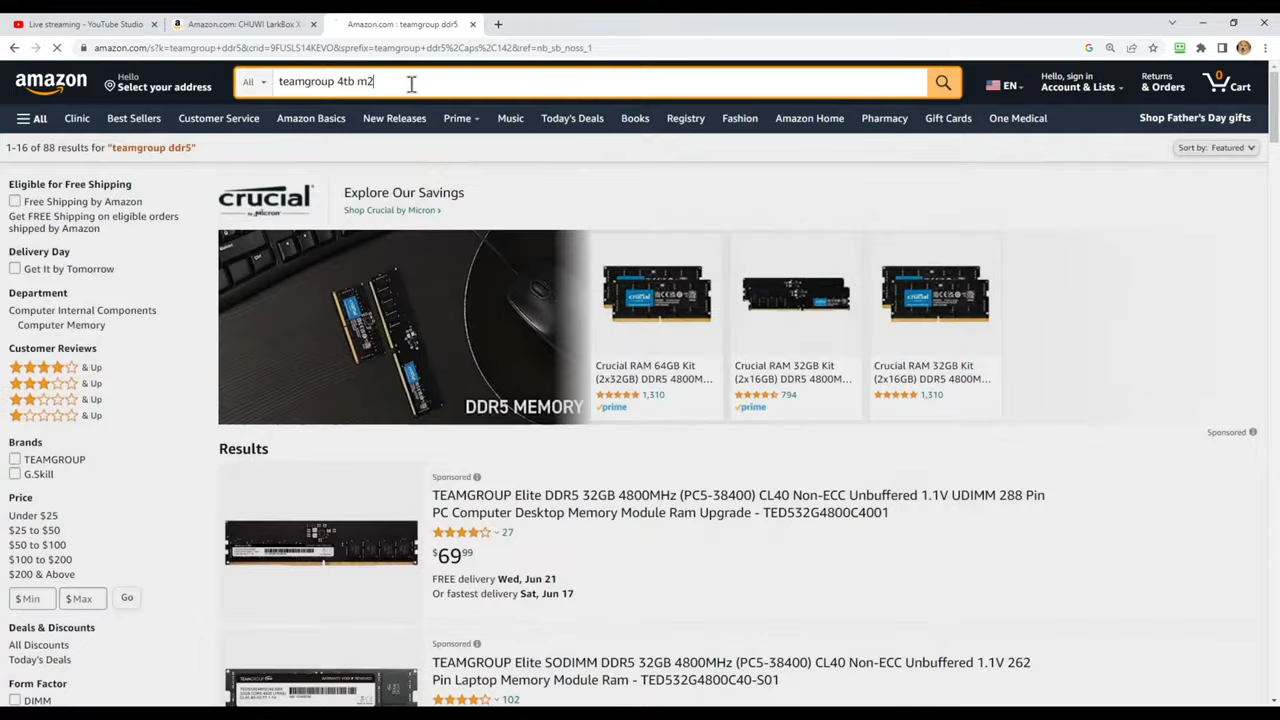 Live streaming - YouTube Studio
Amazon.com: CHUWI LarkBox X
Amazon.com : teamgroup ddr5
amazon.com/s?k=teamgroup+ddr5&crid=9FUSLS14KEVO&sprefix=teamgroup+ddr5%2Caps%2C142&ref=nb_sb_noss_1
amazon
Hello
Select your address
All
teamgroup 4tb m2
EN
Hello, sign in
Account & Lists
Returns
& Orders
0
Cart
All
Clinic
Best Sellers
Customer Service
Amazon Basics
New Releases
Prime
Music
Today's Deals
Books
Registry
Fashion
Amazon Home
Pharmacy
Gift Cards
One Medical
Shop Father's Day gifts
1-16 of 88 results for "teamgroup ddr5"
Sort by: Featured
Eligible for Free Shipping
Free Shipping by Amazon
Get FREE Shipping on eligible orders
shipped by Amazon
Delivery Day
Get It by Tomorrow
Department
Computer Internal Components
Computer Memory
Customer Reviews
& Up
& Up
& Up
& Up
Brands
TEAMGROUP
G.Skill
Price
Under $25
$25 to $50
$50 to $100
$100 to $200
$200 & Above
$ Min
$ Max
Go
Deals & Discounts
All Discounts
Today's Deals
Form Factor
DIMM
crucial
by Micron
Explore Our Savings
Shop Crucial by Micron ›
DDR5 MEMORY
Crucial RAM 64GB Kit
(2x32GB) DDR5 4800M...
1,310
prime
Crucial RAM 32GB Kit
(2x16GB) DDR5 4800M...
794
prime
Crucial RAM 32GB Kit
(2x16GB) DDR5 4800M...
1,310
Sponsored
Results
Sponsored
TEAMGROUP Elite DDR5 32GB 4800MHz (PC5-38400) CL40 Non-ECC Unbuffered 1.1V UDIMM 288 Pin
PC Computer Desktop Memory Module Ram Upgrade - TED532G4800C4001
27
$69 99
FREE delivery Wed, Jun 21
Or fastest delivery Sat, Jun 17
Sponsored
TEAMGROUP Elite SODIMM DDR5 32GB 4800MHz (PC5-38400) CL40 Non-ECC Unbuffered 1.1V 262
Pin Laptop Memory Module Ram - TED532G4800C40-S01
102